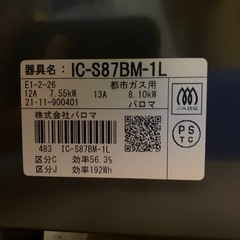 器具名: IC-S87BM-1L
E1-2-26 都市ガス用
12A 7.55kW 13A 8.10kW
21・11-900401 パロマ
株式会社パロマ
483 IC-S87BM-1L
区分C 効率56.3%
区分J 効率192Wh
PS
TG